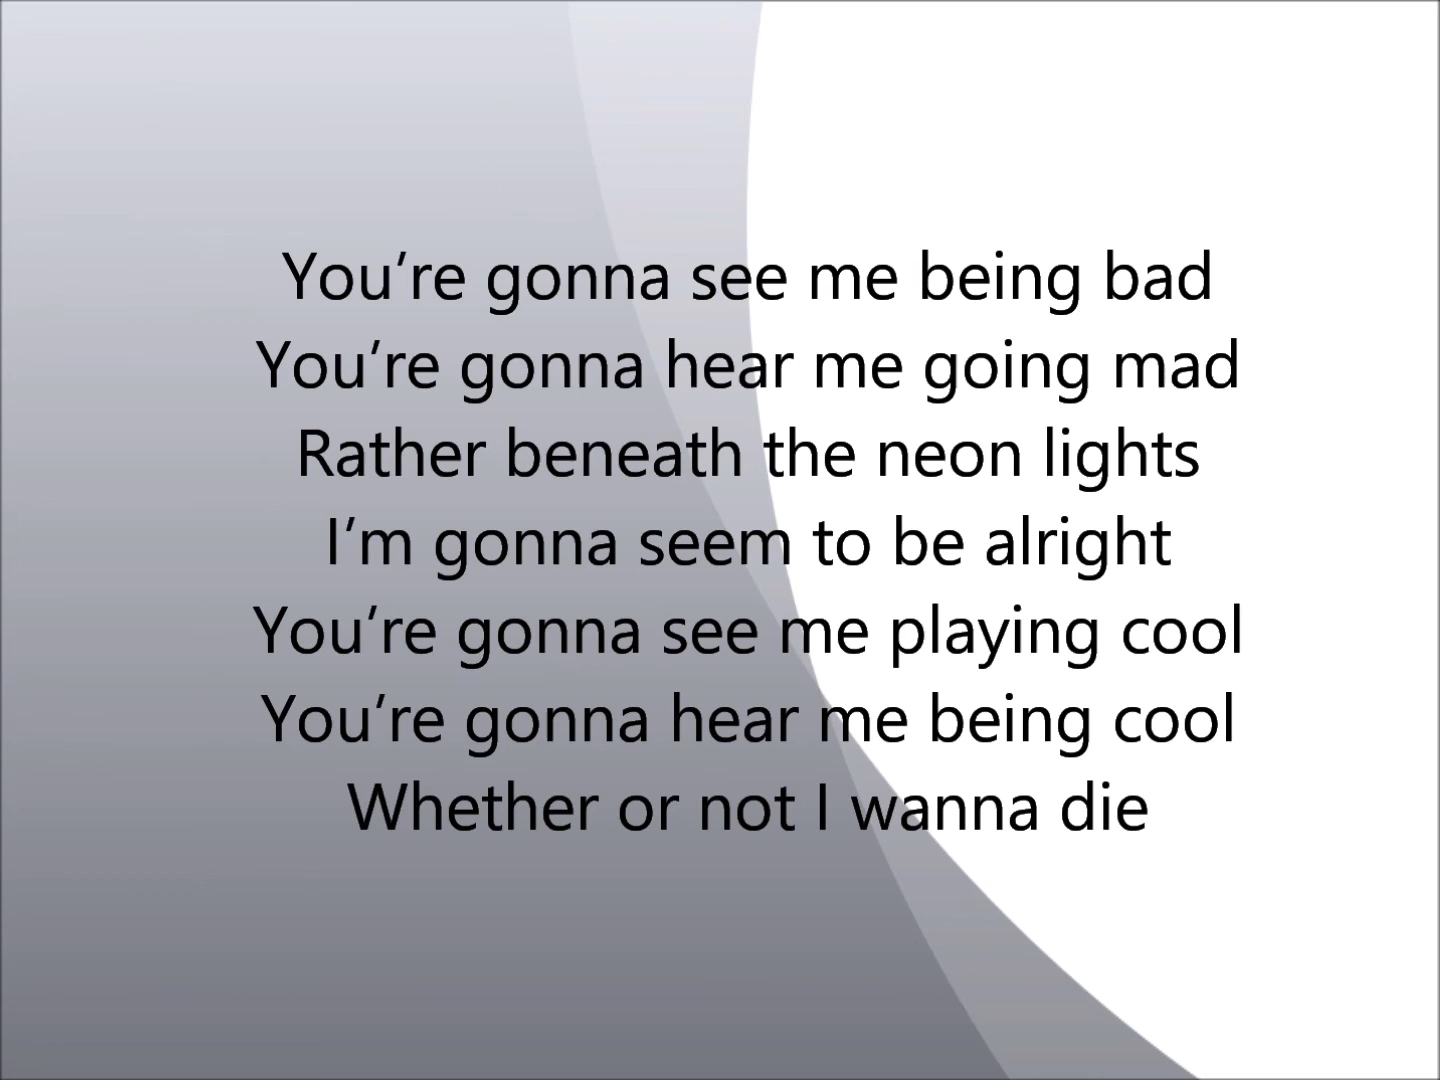 You’re gonna see me being bad
You’re gonna hear me going mad
Rather beneath the neon lights
I’m gonna seem to be alright
You’re gonna see me playing cool
You’re gonna hear me being cool
Whether or not I wanna die